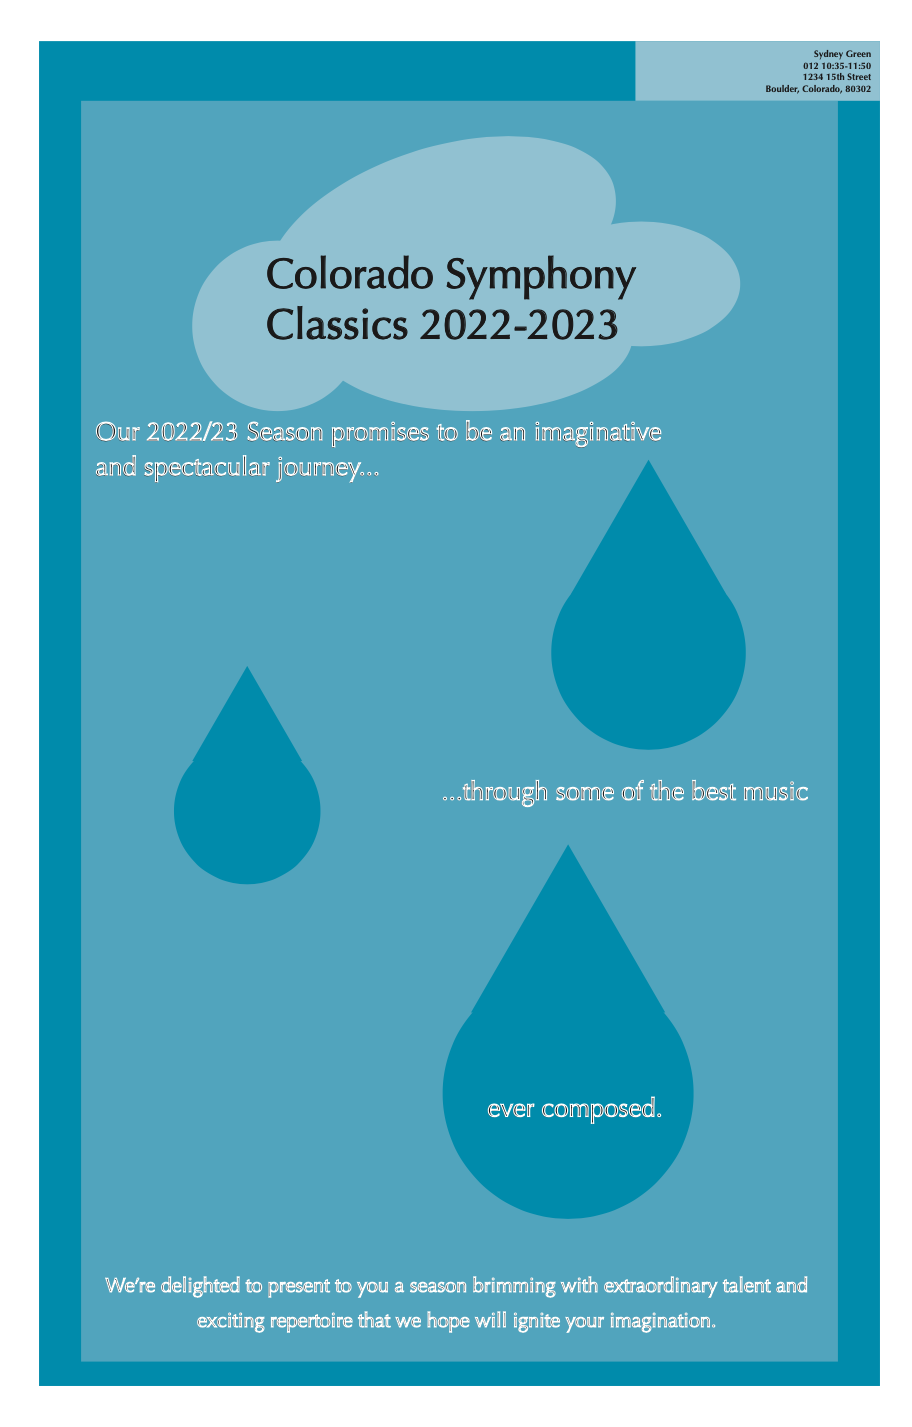 Sydney Green
012 10:35-11:50
1234 15th Street
Boulder, Colorado, 80302
Colorado Symphony
Classics 2022-2023
Our 2022/23 Season promises to be an imaginative
and spectacular journey...
...through some of the best music
ever composed.
We’re delighted to present to you a season brimming with extraordinary talent and
exciting repertoire that we hope will ignite your imagination.